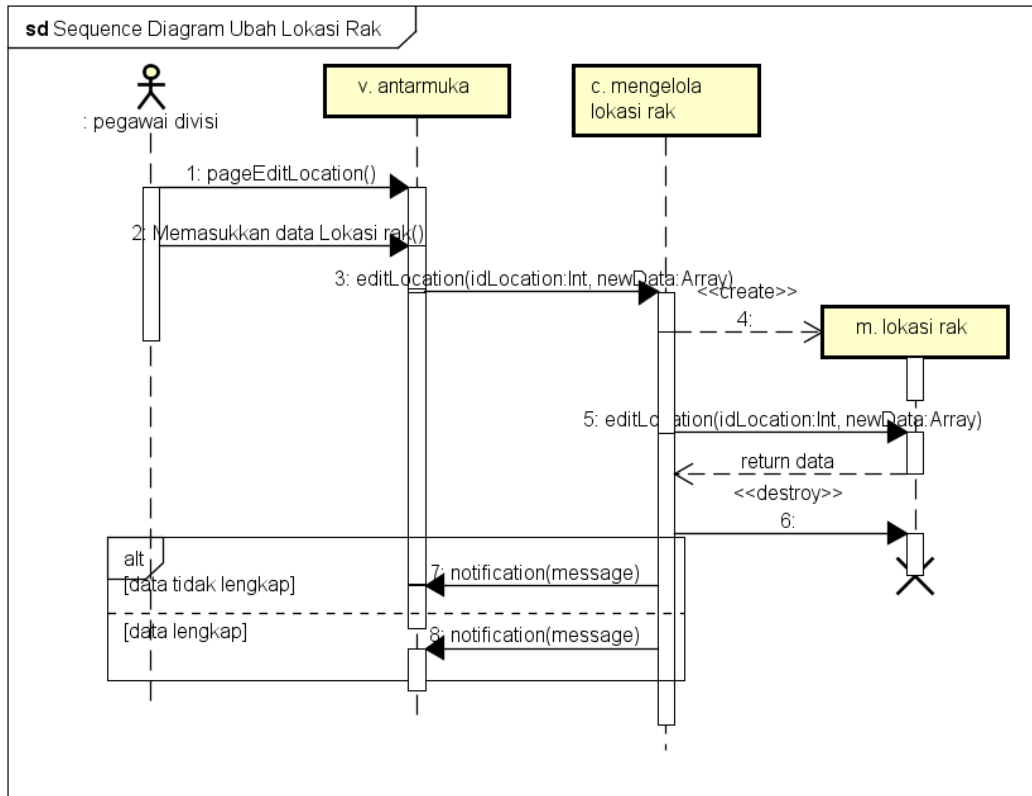 sd Sequence Diagram Ubah Lokasi Rak
: pegawai divisi
v. antarmuka
c. mengelola
lokasi rak
1: pageEditLocation()
2: Memasukkan data Lokasi rak()
3: editLocation(idLocation:Int, newData:Array)
<<create>>
4:
m. lokasi rak
5: editLocation(idLocation:Int, newData:Array)
return data
<<destroy>>
6:
alt
[data tidak lengkap]
7: notification(message)
[data lengkap]
8: notification(message)